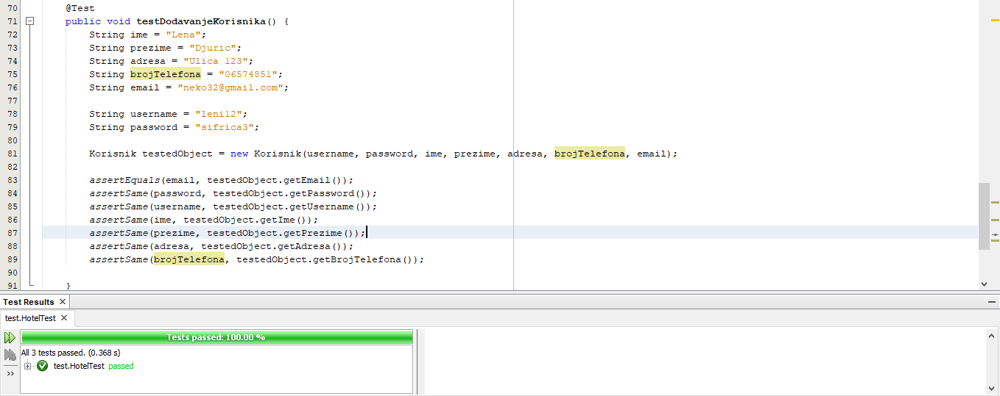 70 @Test
71 public void testDodavanjeKorisnika() {
72 String ime = "Lena";
73 String prezime = "Djuric";
74 String adresa = "Ulica 123";
75 String brojTelefona = "06574851";
76 String email = "neko32@gmail.com";
77
78 String username = "leni12";
79 String password = "sifrica3";
80
81 Korisnik testedObject = new Korisnik(username, password, ime, prezime, adresa, brojTelefona, email);
82
83 assertEquals(email, testedObject.getEmail());
84 assertSame(password, testedObject.getPassword());
85 assertSame(username, testedObject.getUsername());
86 assertSame(ime, testedObject.getIme());
87 assertSame(prezime, testedObject.getPrezime());
88 assertSame(adresa, testedObject.getAdresa());
89 assertSame(brojTelefona, testedObject.getBrojTelefona());
90
91 }
Test Results
test.HotelTest
Tests passed: 100.00 %
All 3 tests passed. (0.368 s)
test.HotelTest passed